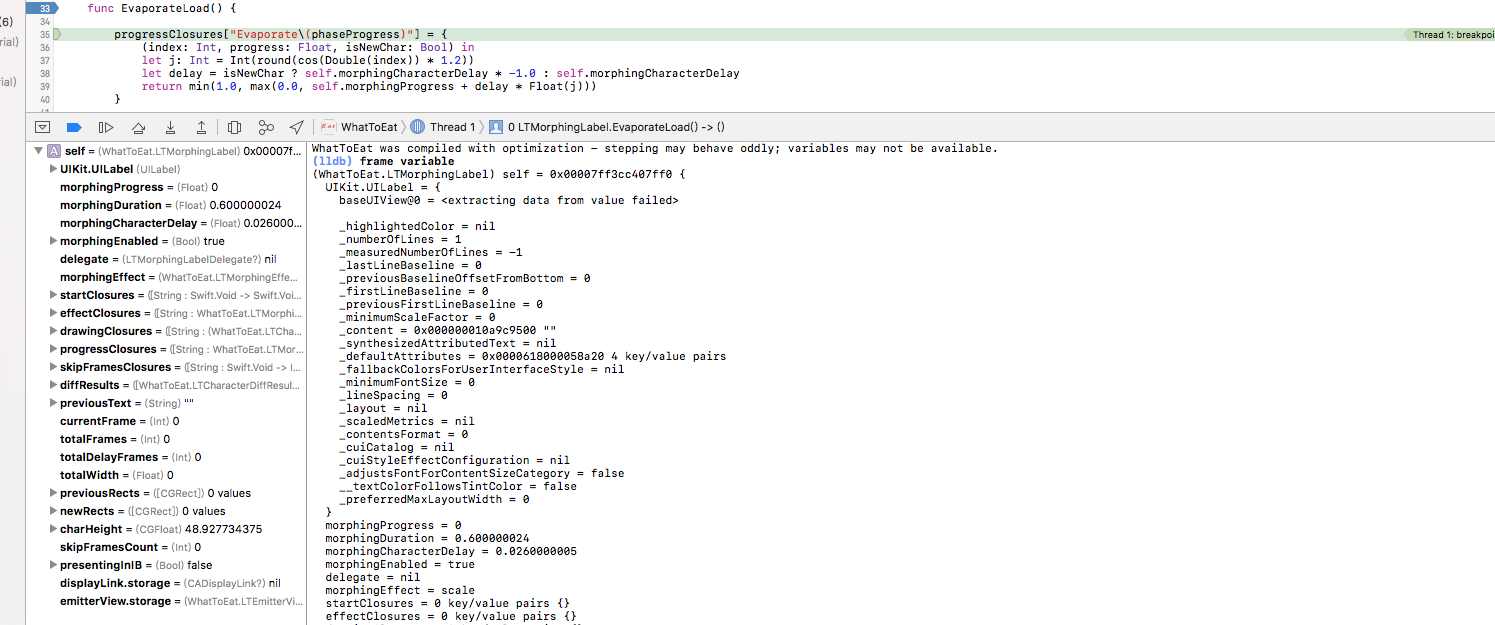 33 func EvaporateLoad() {
(6) 34
35 progressClosures["Evaporate\(phaseProgress)"] = { Thread 1: breakpoi
rial) 36 (index: Int, progress: Float, isNewChar: Bool) in
37 let j: Int = Int(round(cos(Double(index)) * 1.2))
38 let delay = isNewChar ? self.morphingCharacterDelay * -1.0 : self.morphingCharacterDelay
ial) 39 return min(1.0, max(0.0, self.morphingProgress + delay * Float(j)))
40 }
41
WhatToEat Thread 1 0 LTMorphingLabel.EvaporateLoad() -> ()
A self = (WhatToEat.LTMorphingLabel) 0x00007f...
UIKit.UILabel (UILabel)
morphingProgress = (Float) 0
morphingDuration = (Float) 0.600000024
morphingCharacterDelay = (Float) 0.026000...
morphingEnabled = (Bool) true
delegate = (LTMorphingLabelDelegate?) nil
morphingEffect = (WhatToEat.LTMorphingEffe...
startClosures = ([String : Swift.Void -> Swift.Voi...
effectClosures = ([String : WhatToEat.LTMorphi...
drawingClosures = ([String : (WhatToEat.LTCha...
progressClosures = ([String : WhatToEat.LTMor...
skipFramesClosures = ([String : Swift.Void -> I...
diffResults = ([WhatToEat.LTCharacterDiffResul...
previousText = (String) ""
currentFrame = (Int) 0
totalFrames = (Int) 0
totalDelayFrames = (Int) 0
totalWidth = (Float) 0
previousRects = ([CGRect]) 0 values
newRects = ([CGRect]) 0 values
charHeight = (CGFloat) 48.927734375
skipFramesCount = (Int) 0
presentingInIB = (Bool) false
displayLink.storage = (CADisplayLink?) nil
emitterView.storage = (WhatToEat.LTEmitterVi...
WhatToEat was compiled with optimization - stepping may behave oddly; variables may not be available.
(lldb) frame variable
(WhatToEat.LTMorphingLabel) self = 0x00007ff3cc407ff0 {
UIKit.UILabel = {
baseUIView@0 = <extracting data from value failed>
_highlightedColor = nil
_numberOfLines = 1
_measuredNumberOfLines = -1
_lastLineBaseline = 0
_previousBaselineOffsetFromBottom = 0
_firstLineBaseline = 0
_previousFirstLineBaseline = 0
_minimumScaleFactor = 0
_content = 0x000000010a9c9500 ""
_synthesizedAttributedText = nil
_defaultAttributes = 0x0000618000058a20 4 key/value pairs
_fallbackColorsForUserInterfaceStyle = nil
_minimumFontSize = 0
_lineSpacing = 0
_layout = nil
_scaledMetrics = nil
_contentsFormat = 0
_cuiCatalog = nil
_cuiStyleEffectConfiguration = nil
_adjustsFontForContentSizeCategory = false
__textColorFollowsTintColor = false
_preferredMaxLayoutWidth = 0
}
morphingProgress = 0
morphingDuration = 0.600000024
morphingCharacterDelay = 0.0260000005
morphingEnabled = true
delegate = nil
morphingEffect = scale
startClosures = 0 key/value pairs {}
effectClosures = 0 key/value pairs {}